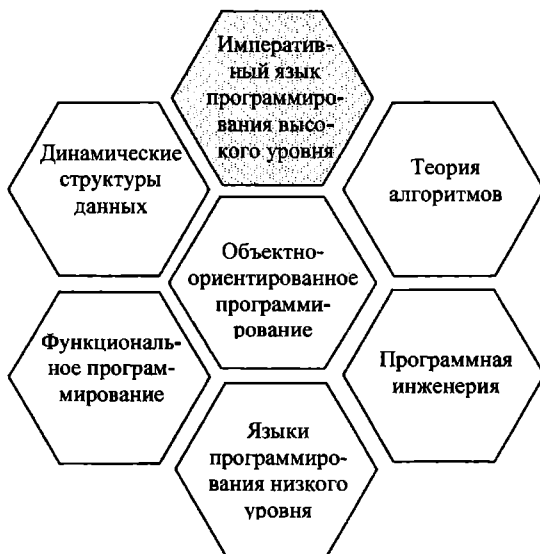 Императив-
ный язык
программиро-
вания высо-
кого уровня
Динамические
структуры
данных
Теория
алгоритмов
Объектно-
ориентированное
программи-
рование
Функциональ-
ное програм-
мирование
Программная
инженерия
Языки
программиро-
вания низкого
уровня